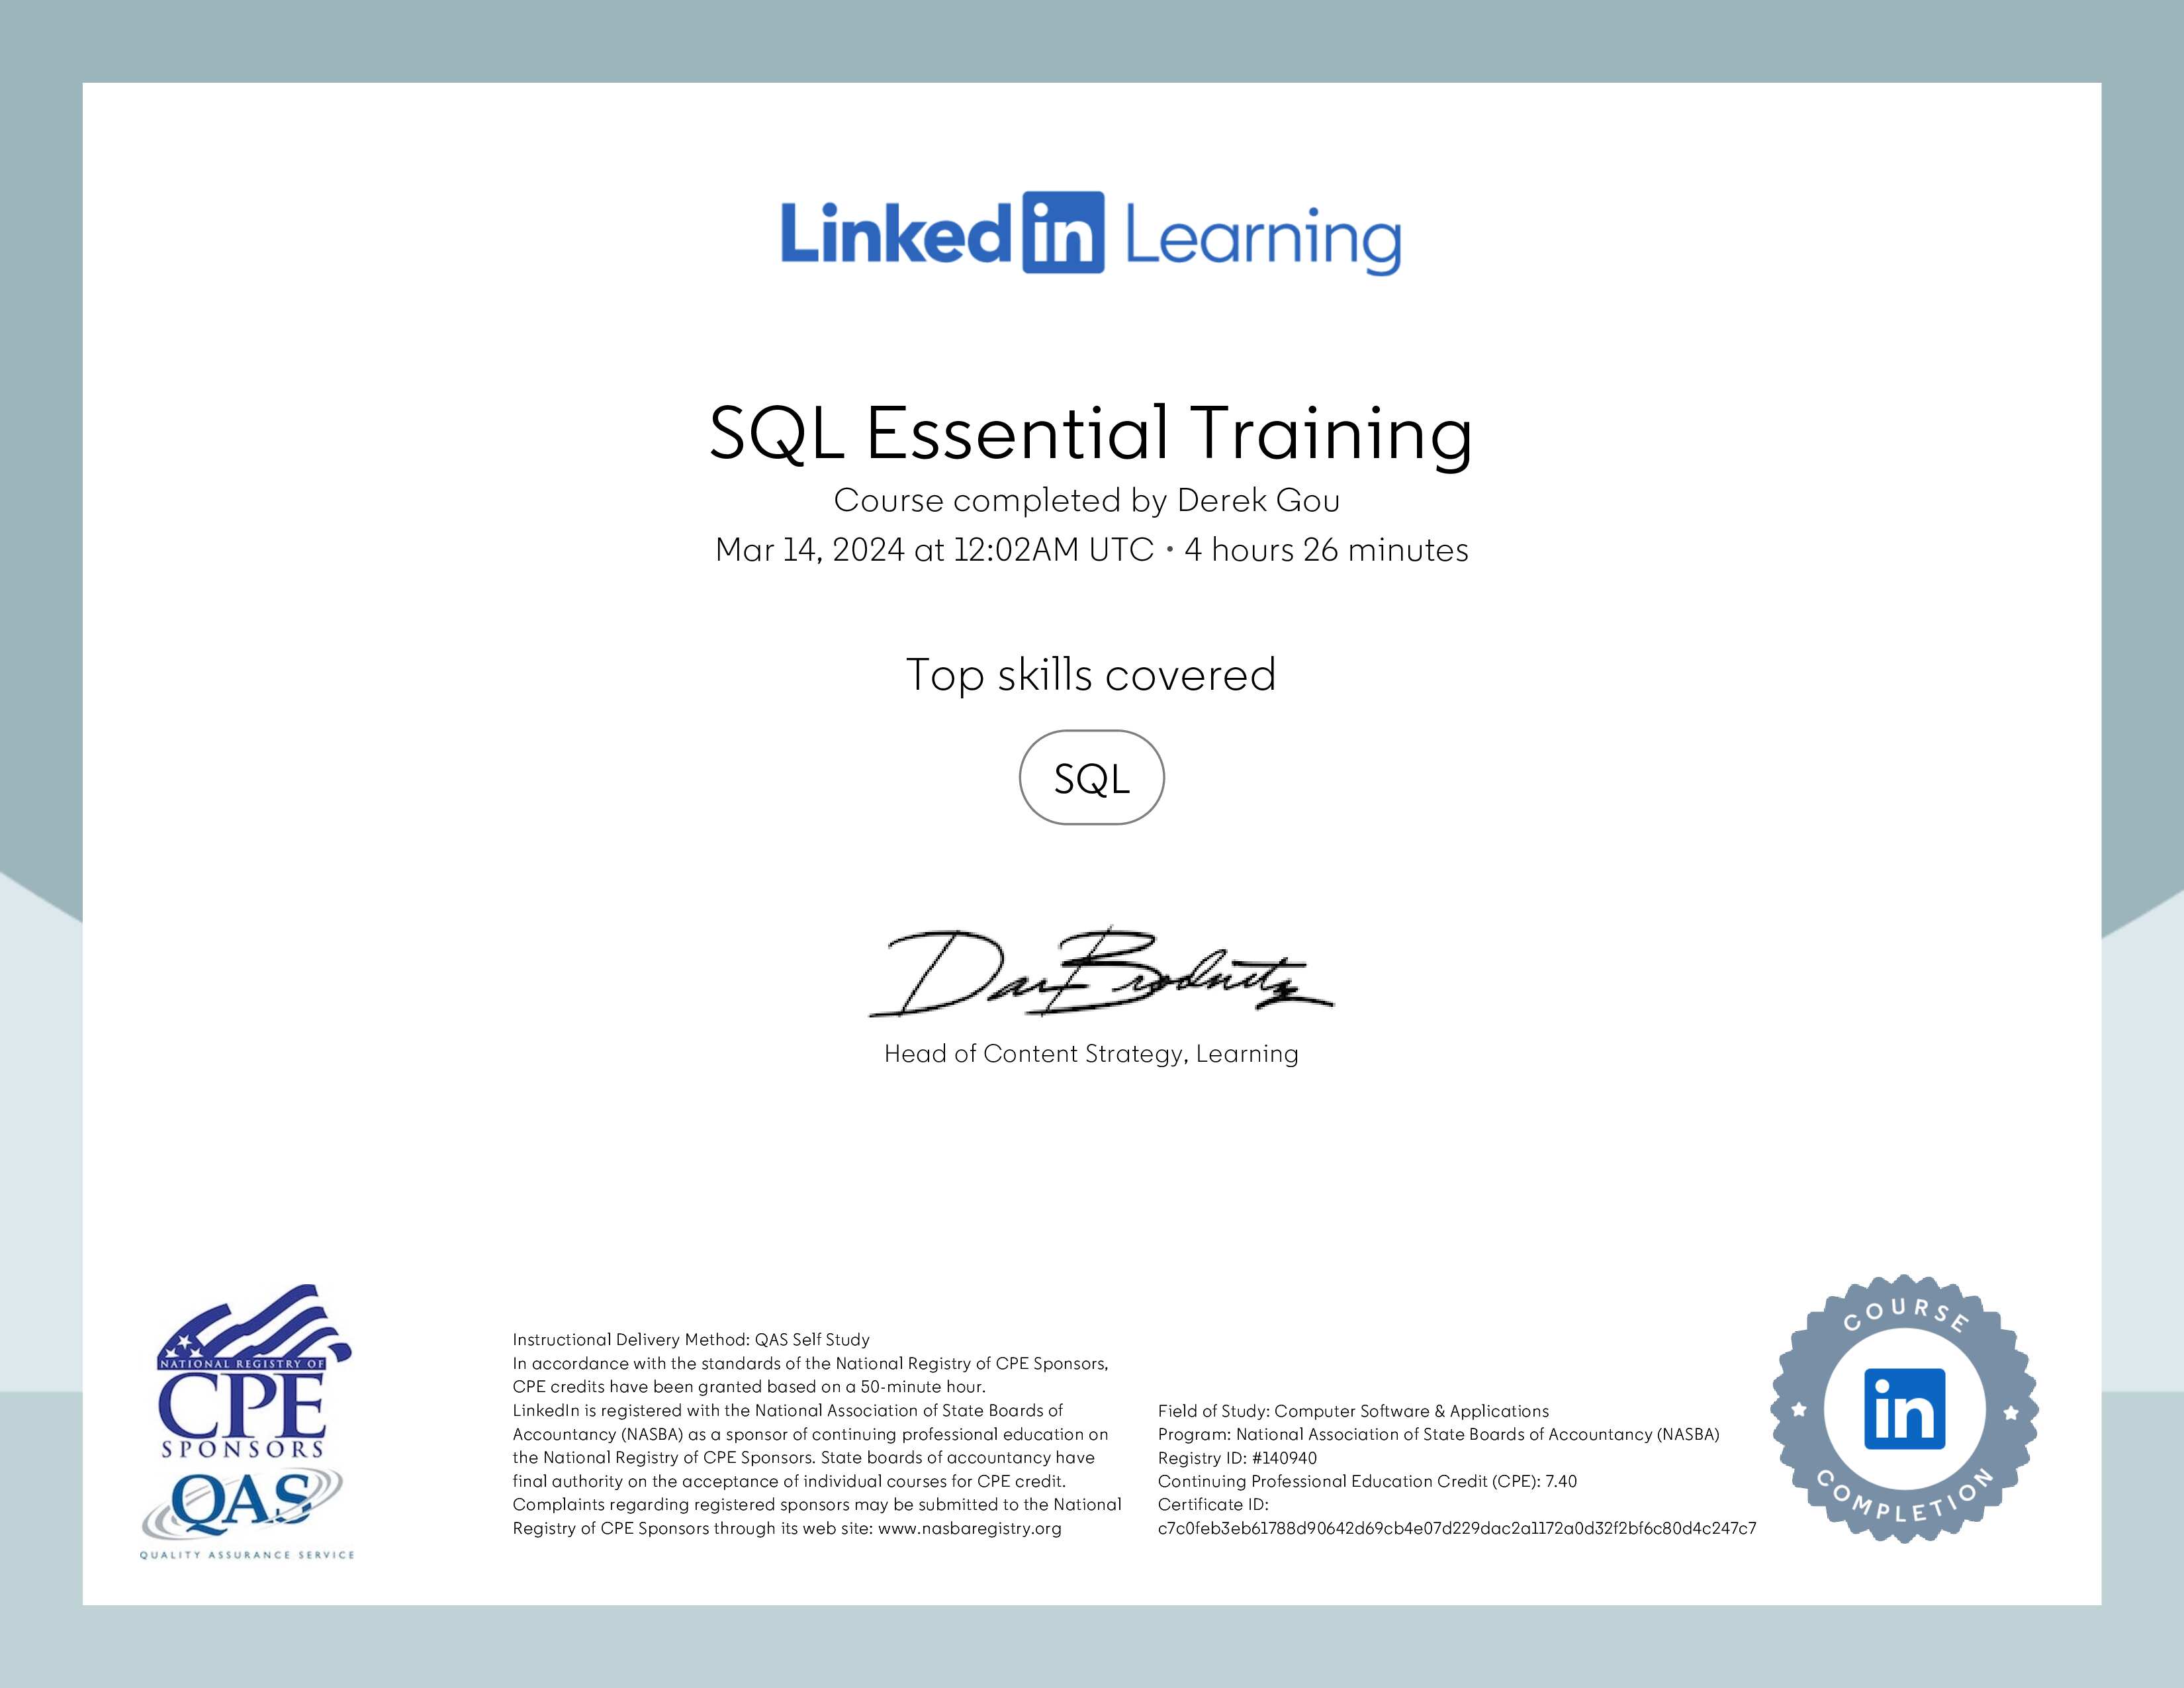 Linked in Learning
SQL Essential Training
Course completed by Derek Gou
Mar 14, 2024 at 12:02AM UTC • 4 hours 26 minutes
Top skills covered
SQL
Dan Brodnitz
Head of Content Strategy, Learning
NATIONAL REGISTRY OF
CPE
SPONSORS
QAS
QUALITY ASSURANCE SERVICE
Instructional Delivery Method: QAS Self Study
In accordance with the standards of the National Registry of CPE Sponsors,
CPE credits have been granted based on a 50-minute hour.
LinkedIn is registered with the National Association of State Boards of
Accountancy (NASBA) as a sponsor of continuing professional education on
the National Registry of CPE Sponsors. State boards of accountancy have
final authority on the acceptance of individual courses for CPE credit.
Complaints regarding registered sponsors may be submitted to the National
Registry of CPE Sponsors through its web site: www.nasbaregistry.org
Field of Study: Computer Software & Applications
Program: National Association of State Boards of Accountancy (NASBA)
Registry ID: #140940
Continuing Professional Education Credit (CPE): 7.40
Certificate ID:
c7c0feb3eb61788d90642d69cb4e07d229dac2a1172a0d32f2bf6c80d4c247c7
COURSE
in
COMPLETION